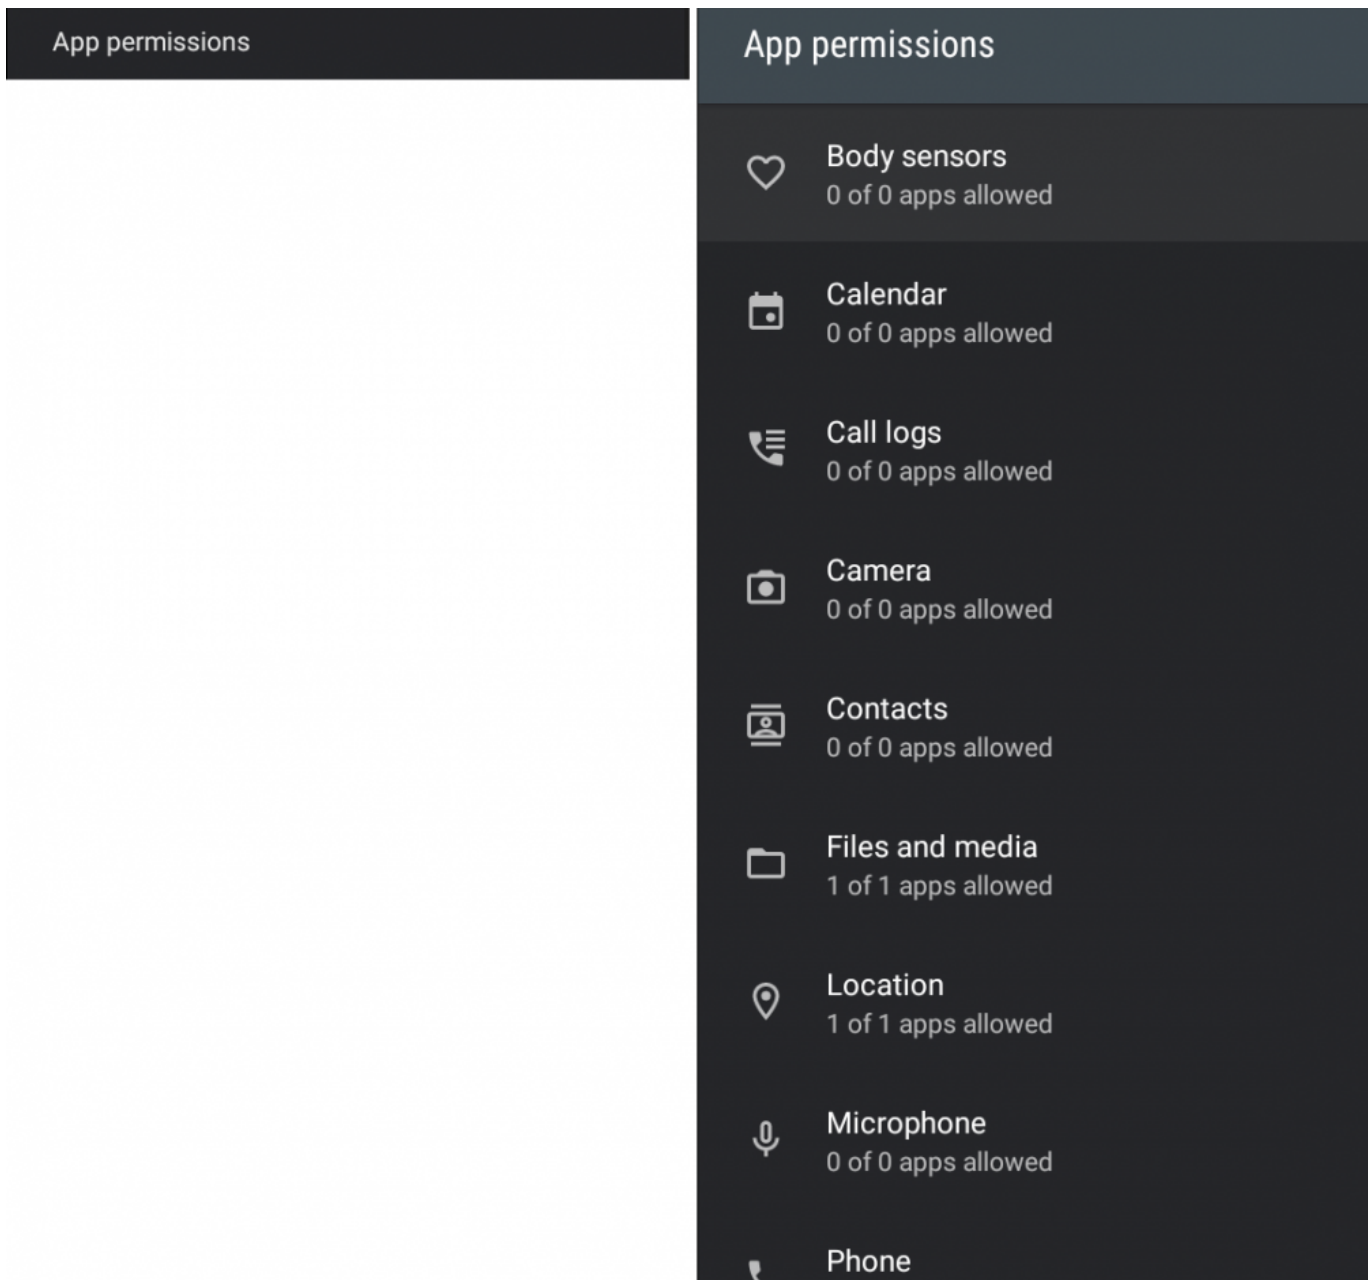 App permissions
App permissions
Body sensors
0 of 0 apps allowed
Calendar
0 of 0 apps allowed
Call logs
0 of 0 apps allowed
Camera
0 of 0 apps allowed
Contacts
0 of 0 apps allowed
Files and media
1 of 1 apps allowed
Location
1 of 1 apps allowed
Microphone
0 of 0 apps allowed
Phone